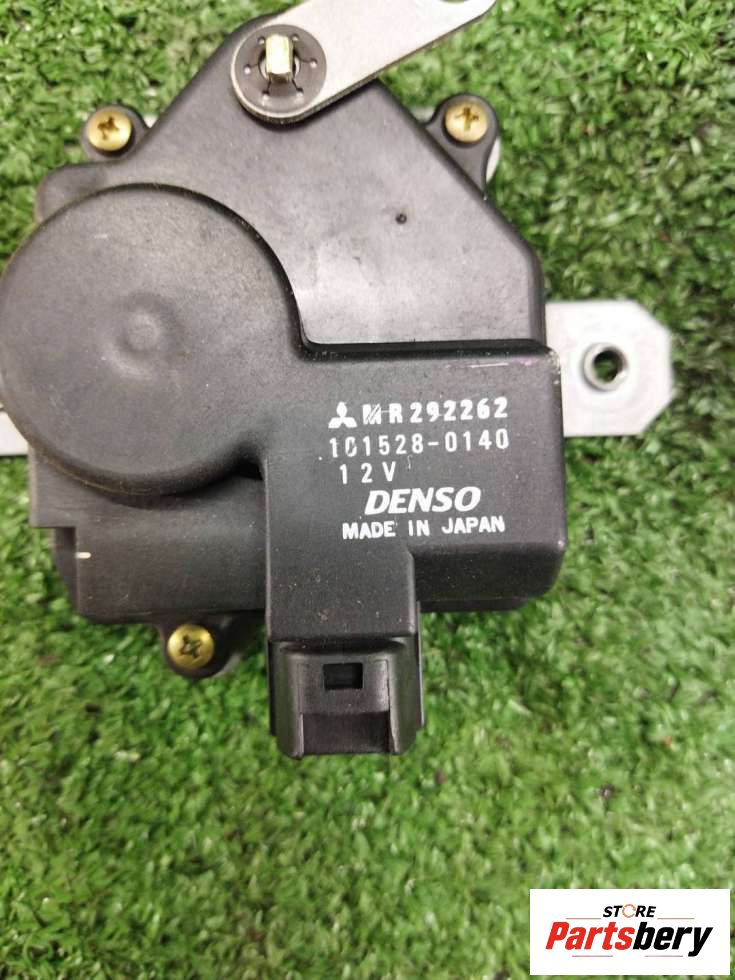 MR292262
101528-0140
12V
DENSO
MADE IN JAPAN
STORE
Partsbery